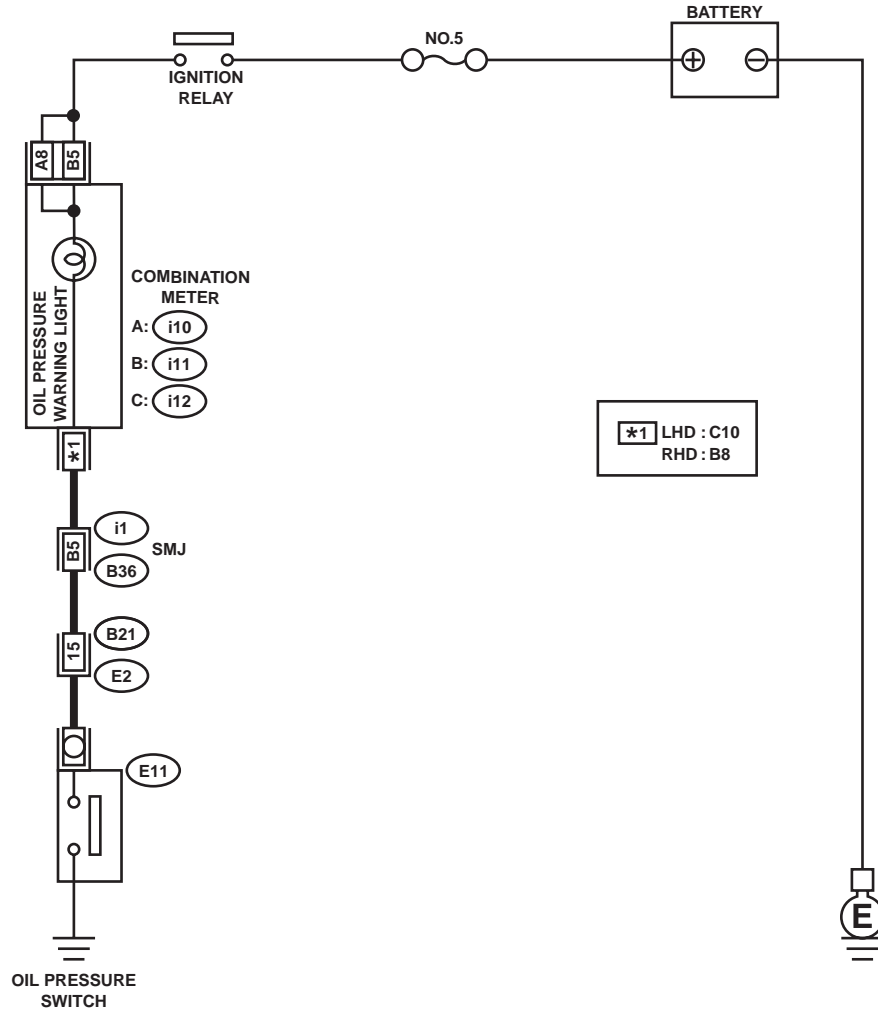 BATTERY
NO.5
IGNITION
RELAY
A8
B5
OIL PRESSURE
WARNING LIGHT
COMBINATION
METER
A: i10
B: i11
C: i12
*1
*1 LHD : C10
RHD : B8
B5
i1
SMJ
B36
15
B21
E2
E11
E
OIL PRESSURE
SWITCH